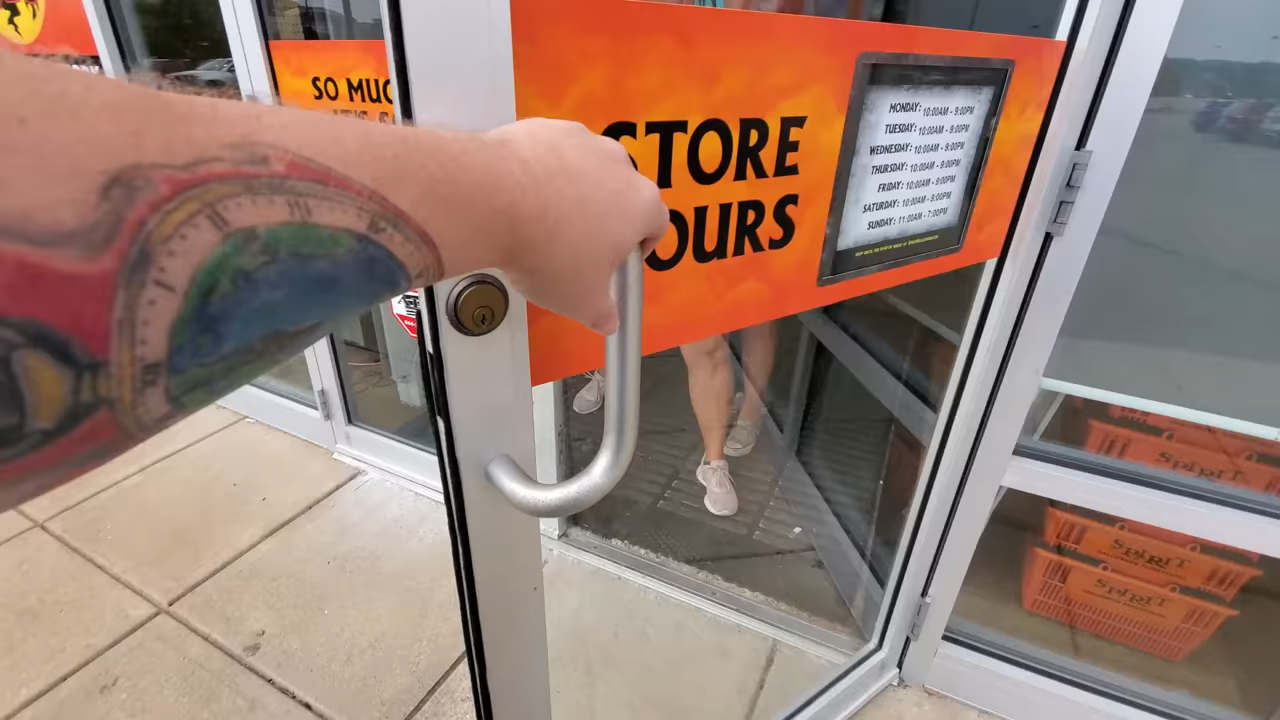 SO MUC
STORE
OURS
MONDAY: 10:00AM - 9:00PM
TUESDAY: 10:00AM - 9:00PM
WEDNESDAY: 10:00AM - 9:00PM
THURSDAY: 10:00AM - 9:00PM
FRIDAY: 10:00AM - 9:00PM
SATURDAY: 10:00AM - 9:00PM
SUNDAY: 11:00AM - 7:00PM
SPIRIT
SPIRIT
SPIRIT